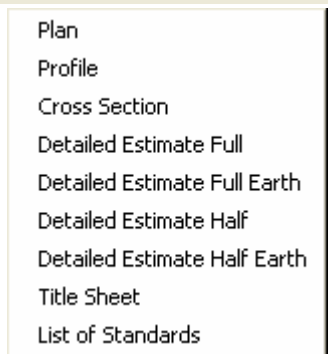 Plan
Profile
Cross Section
Detailed Estimate Full
Detailed Estimate Full Earth
Detailed Estimate Half
Detailed Estimate Half Earth
Title Sheet
List of Standards